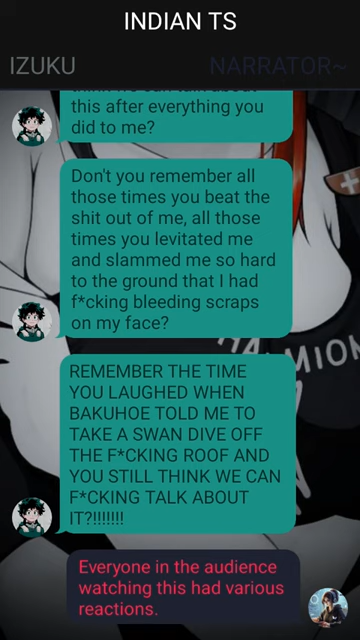 INDIAN TS
IZUKU
NARRATOR~
this after everything you
did to me?
Don't you remember all
those times you beat the
shit out of me, all those
times you levitated me
and slammed me so hard
to the ground that I had
f*cking bleeding scraps
on my face?
REMEMBER THE TIME
YOU LAUGHED WHEN
BAKUHOE TOLD ME TO
TAKE A SWAN DIVE OFF
THE F*CKING ROOF AND
YOU STILL THINK WE CAN
F*CKING TALK ABOUT
IT?!!!!!!!
Everyone in the audience
watching this had various
reactions.